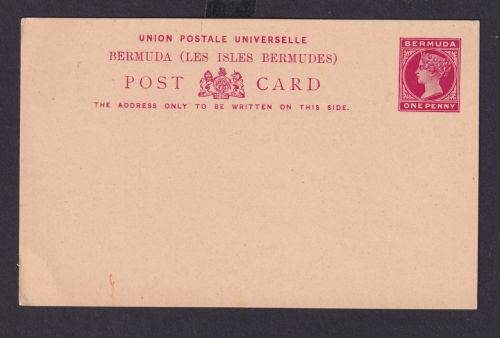 UNION POSTALE UNIVERSELLE
BERMUDA (LES ISLES BERMUDES)
POST CARD
THE ADDRESS ONLY TO BE WRITTEN ON THIS SIDE.
BERMUDA
ONE PENNY